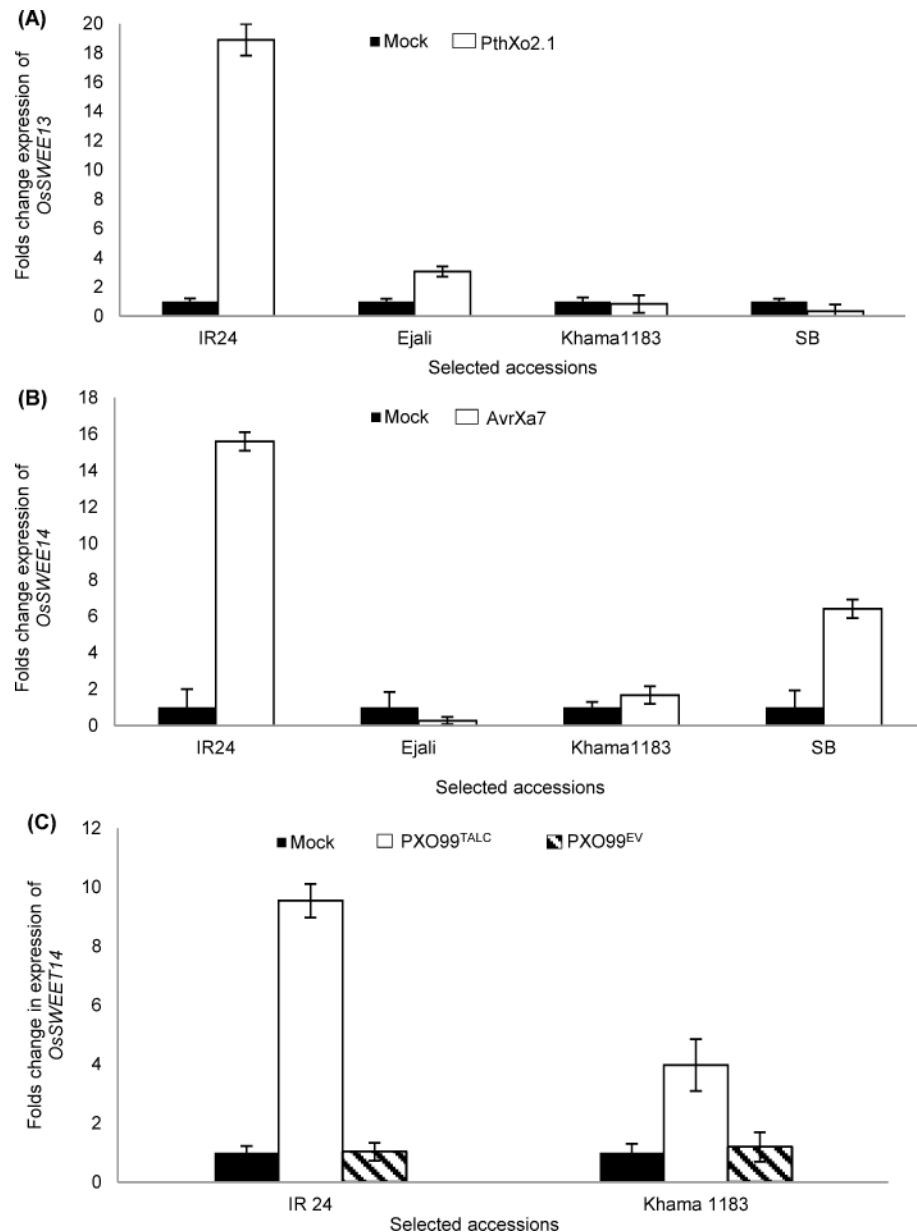 (A)
20
18
16
14
12
10
8
6
4
2
0
Folds change expression of
OsSWEE13
Mock PthXo2.1
IR24 Ejali Khama1183 SB
Selected accessions
(B)
18
16
14
12
10
8
6
4
2
0
Folds change expression of
OsSWEE14
Mock AvrXa7
IR24 Ejali Khama1183 SB
Selected accessions
(C)
12
10
8
6
4
2
0
Folds change in expression of
OsSWEET14
Mock PXO99TALC PXO99EV
IR 24 Khama 1183
Selected accessions